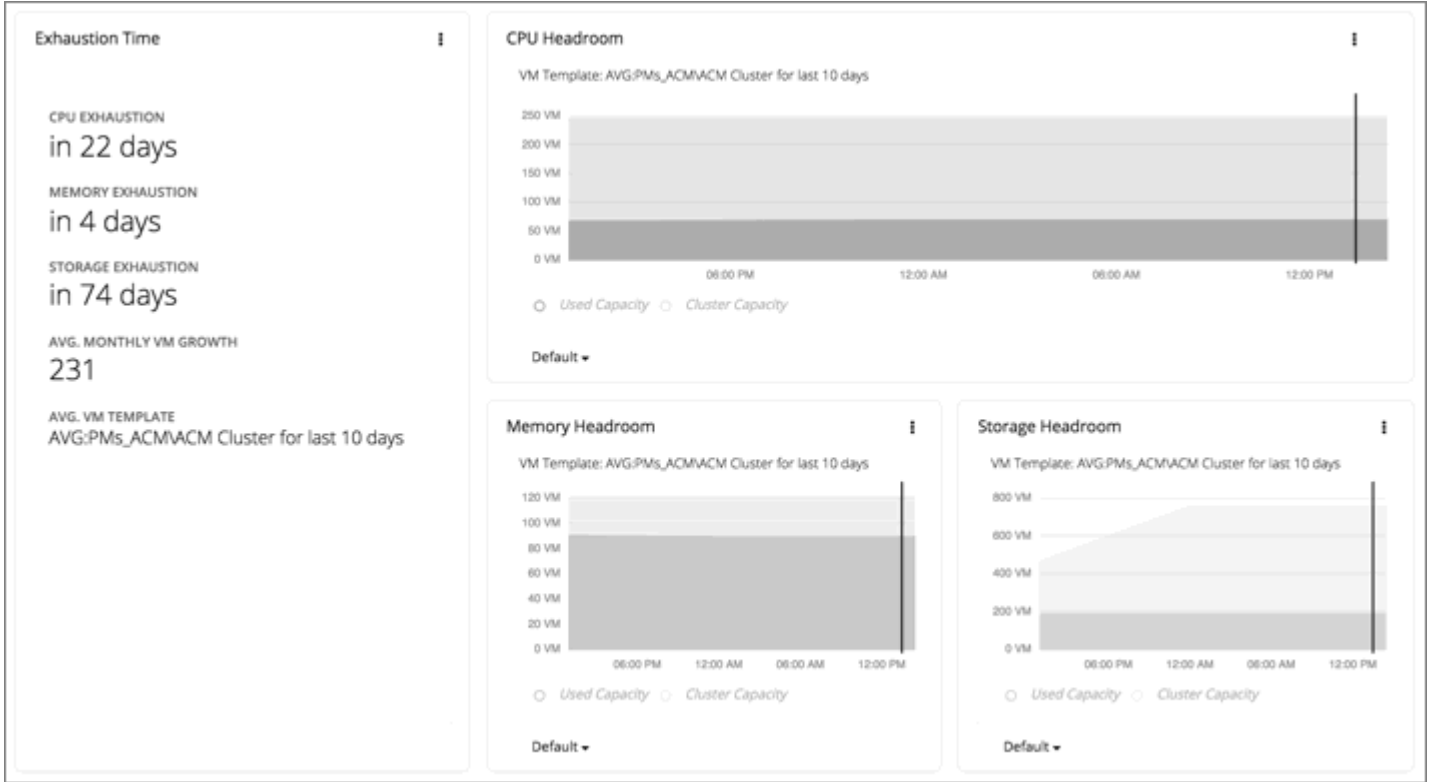 Exhaustion Time
CPU EXHAUSTION
in 22 days
MEMORY EXHAUSTION
in 4 days
STORAGE EXHAUSTION
in 74 days
AVG. MONTHLY VM GROWTH
231
AVG. VM TEMPLATE
AVG:PMs_ACM\ACM Cluster for last 10 days
CPU Headroom
VM Template: AVG:PMs_ACM\ACM Cluster for last 10 days
250 VM
200 VM
150 VM
100 VM
50 VM
0 VM
06:00 PM 12:00 AM 06:00 AM 12:00 PM
Used Capacity Cluster Capacity
Default
Memory Headroom
VM Template: AVG:PMs_ACM\ACM Cluster for last 10 days
120 VM
100 VM
80 VM
60 VM
40 VM
20 VM
0 VM
06:00 PM 12:00 AM 06:00 AM 12:00 PM
Used Capacity Cluster Capacity
Default
Storage Headroom
VM Template: AVG:PMs_ACM\ACM Cluster for last 10 days
800 VM
600 VM
400 VM
200 VM
0 VM
06:00 PM 12:00 AM 06:00 AM 12:00 PM
Used Capacity Cluster Capacity
Default